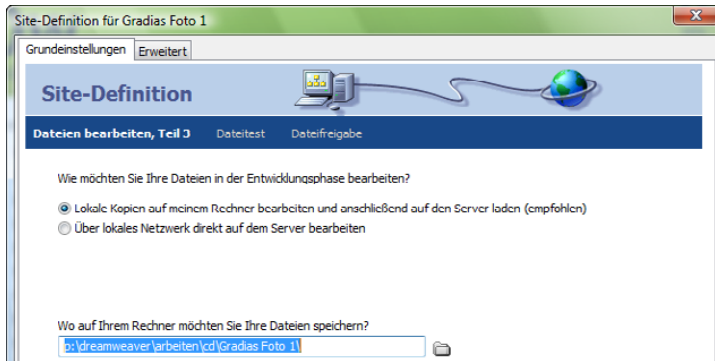 Site-Definition für Gradias Foto 1
Grundeinstellungen Erweitert
Site-Definition
Dateien bearbeiten, Teil 3 Dateitest Dateifreigabe
Wie möchten Sie Ihre Dateien in der Entwicklungsphase bearbeiten?
Lokale Kopien auf meinem Rechner bearbeiten und anschließend auf den Server laden (empfohlen)
Über lokales Netzwerk direkt auf dem Server bearbeiten
Wo auf Ihrem Rechner möchten Sie Ihre Dateien speichern?
p:\dreamweaver\arbeiten\cd\Gradias Foto 1\